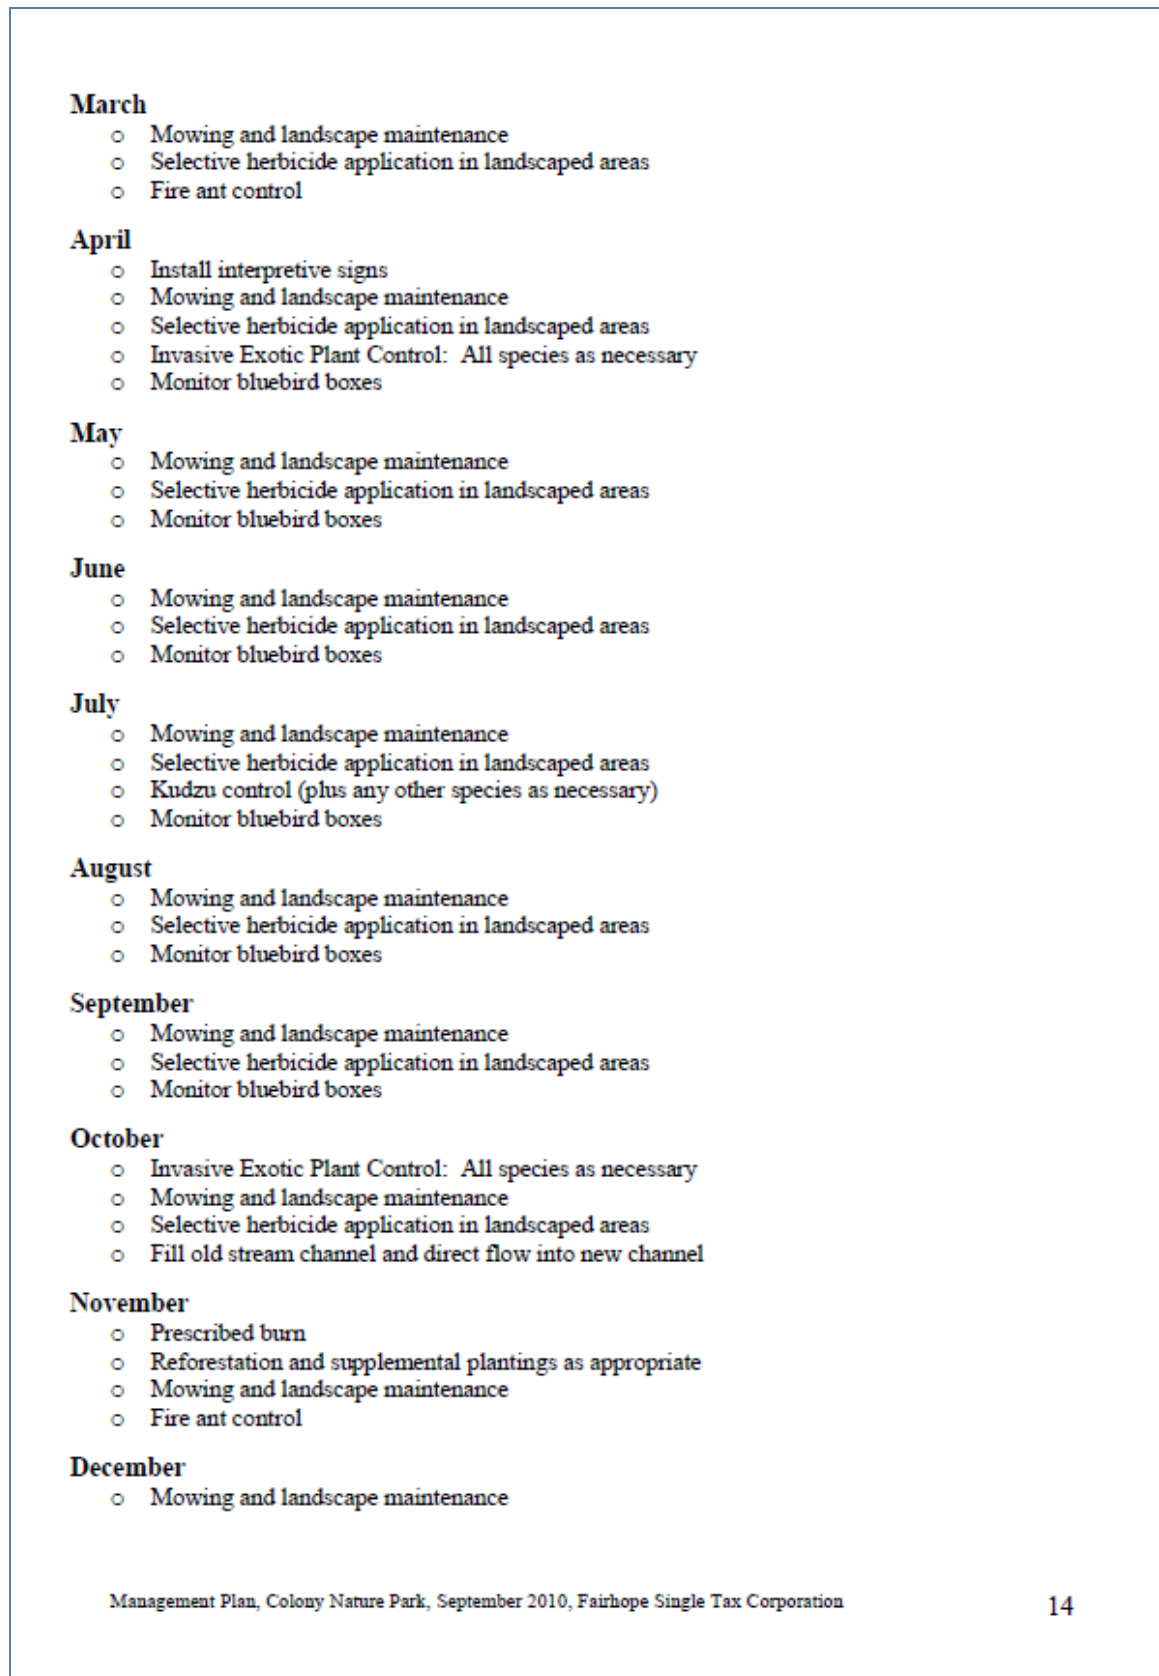 March
o Mowing and landscape maintenance
o Selective herbicide application in landscaped areas
o Fire ant control
April
o Install interpretive signs
o Mowing and landscape maintenance
o Selective herbicide application in landscaped areas
o Invasive Exotic Plant Control:  All species as necessary
o Monitor bluebird boxes
May
o Mowing and landscape maintenance
o Selective herbicide application in landscaped areas
o Monitor bluebird boxes
June
o Mowing and landscape maintenance
o Selective herbicide application in landscaped areas
o Monitor bluebird boxes
July
o Mowing and landscape maintenance
o Selective herbicide application in landscaped areas
o Kudzu control (plus any other species as necessary)
o Monitor bluebird boxes
August
o Mowing and landscape maintenance
o Selective herbicide application in landscaped areas
o Monitor bluebird boxes
September
o Mowing and landscape maintenance
o Selective herbicide application in landscaped areas
o Monitor bluebird boxes
October
o Invasive Exotic Plant Control:  All species as necessary
o Mowing and landscape maintenance
o Selective herbicide application in landscaped areas
o Fill old stream channel and direct flow into new channel
November
o Prescribed burn
o Reforestation and supplemental plantings as appropriate
o Mowing and landscape maintenance
o Fire ant control
December
o Mowing and landscape maintenance
Management Plan, Colony Nature Park, September 2010, Fairhope Single Tax Corporation 14